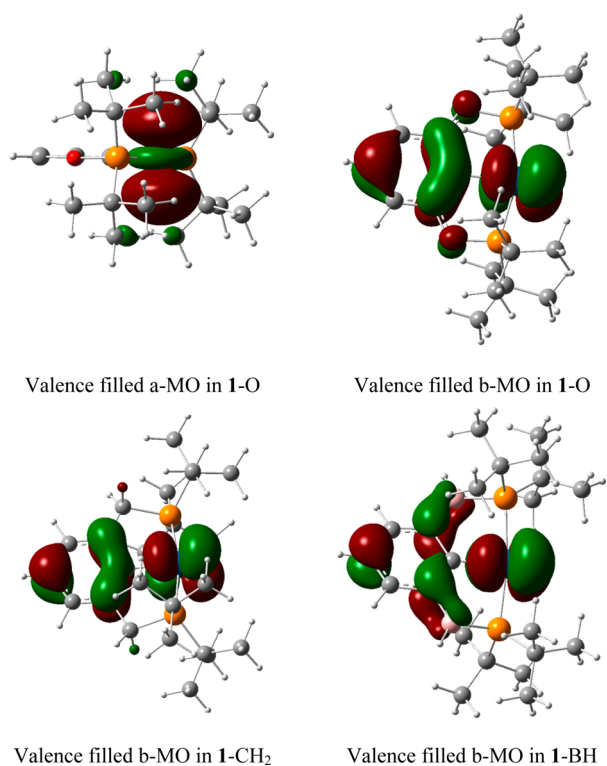 Valence filled a-MO in 1-O
Valence filled b-MO in 1-O
Valence filled b-MO in 1-CH₂
Valence filled b-MO in 1-BH